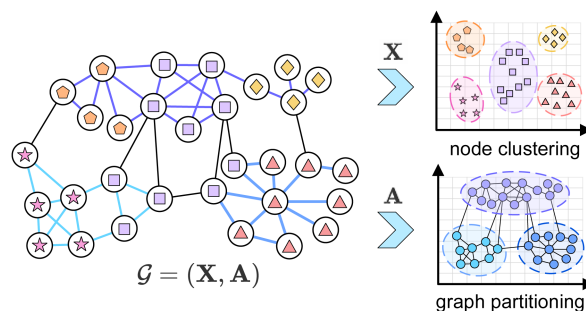 X
node clustering
A
𝒢 = (X, A)
graph partitioning